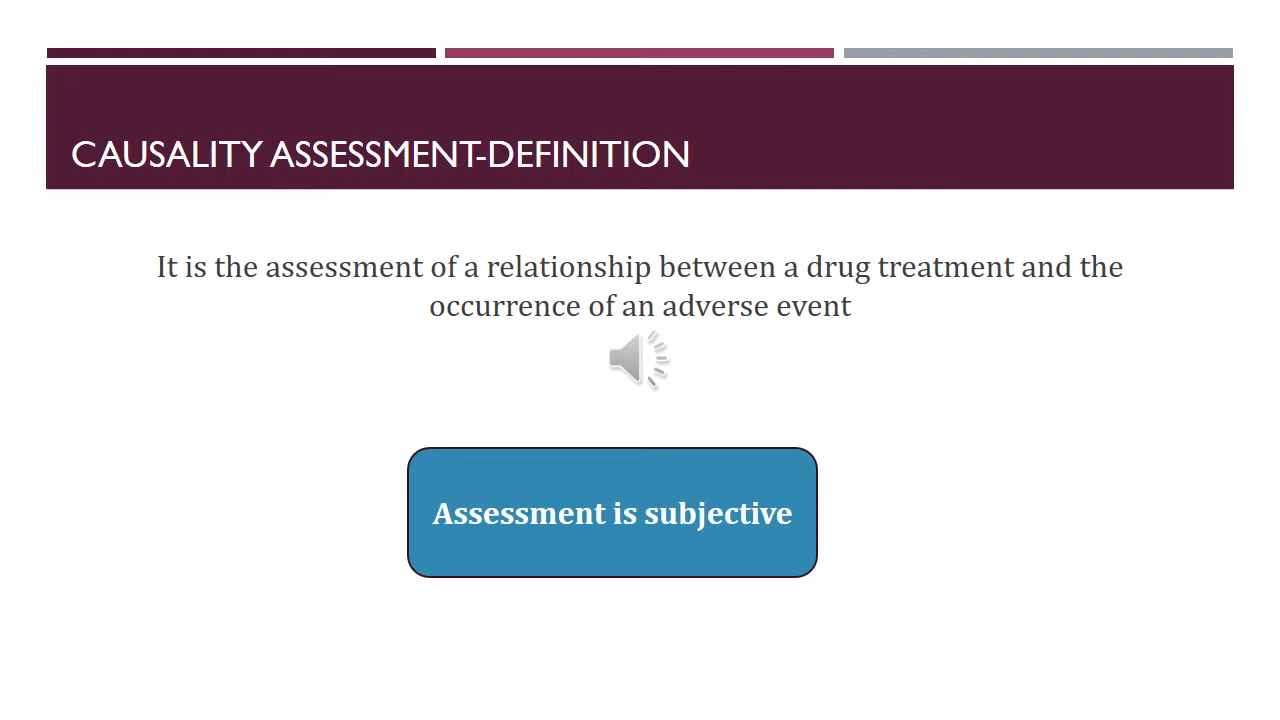 CAUSALITY ASSESSMENT-DEFINITION
It is the assessment of a relationship between a drug treatment and the
occurrence of an adverse event
Assessment is subjective